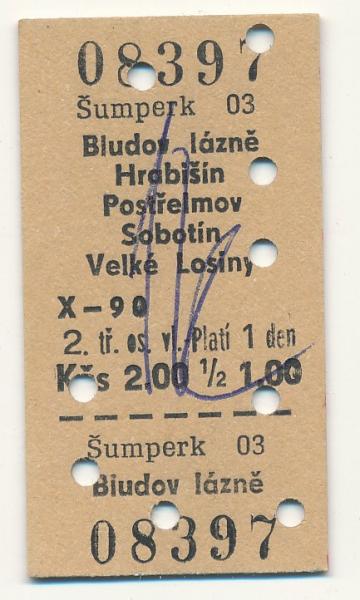 08397
Šumperk 03
Bludov lázně
Hrabišín
Postřelmov
Sobotín
Velké Losiny
X-90
2. tř. os. vl.-Platí 1 den
Kčs 2.00 ½ 1.00
Šumperk 03
Bludov lázně
08397